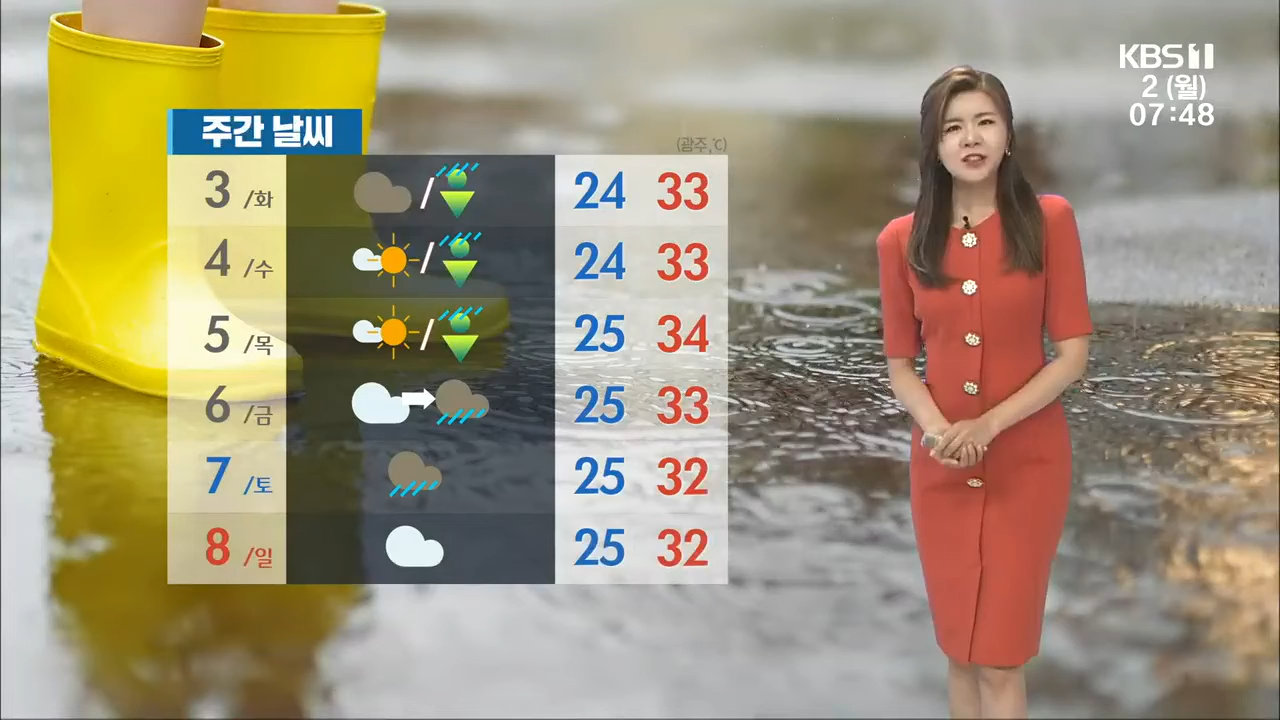 KBS 1
2 (월)
07:48
주간 날씨
(광주,℃)
3 /화 / 24 33
4 /수 / 24 33
5 /목 / 25 34
6 /금 25 33
7 /토 25 32
8 /일 25 32